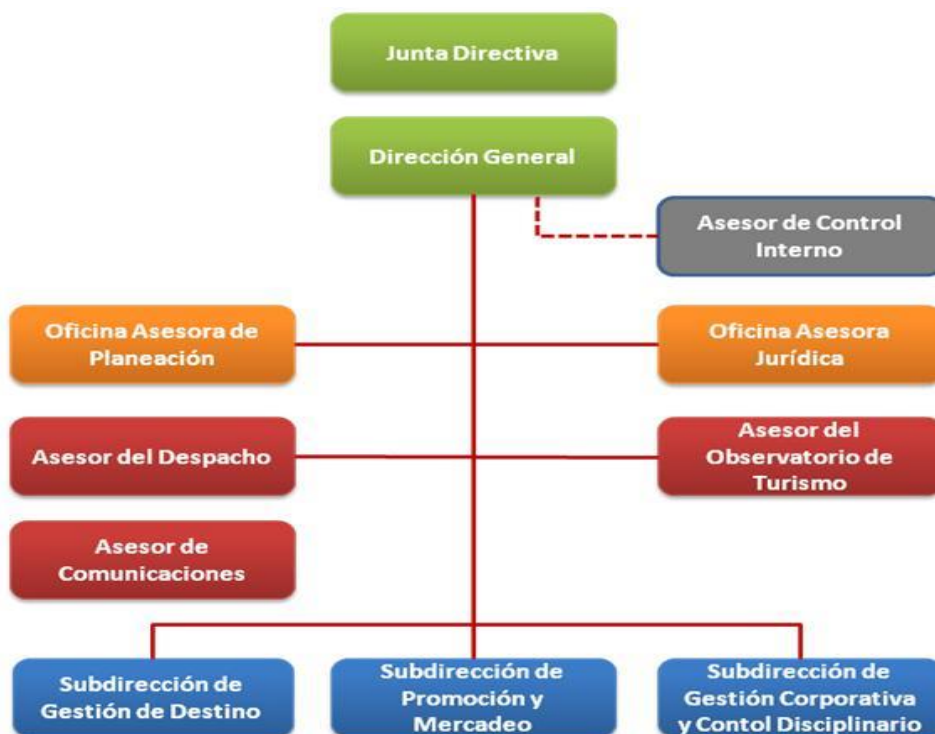 Junta Directiva
Dirección General
Asesor de Control
Interno
Oficina Asesora de
Planeación
Oficina Asesora
Jurídica
Asesor del Despacho
Asesor del
Observatorio de
Turismo
Asesor de
Comunicaciones
Subdirección de
Gestión de Destino
Subdirección de
Promoción y
Mercadeo
Subdirección de
Gestión Corporativa
y Contol Disciplinario